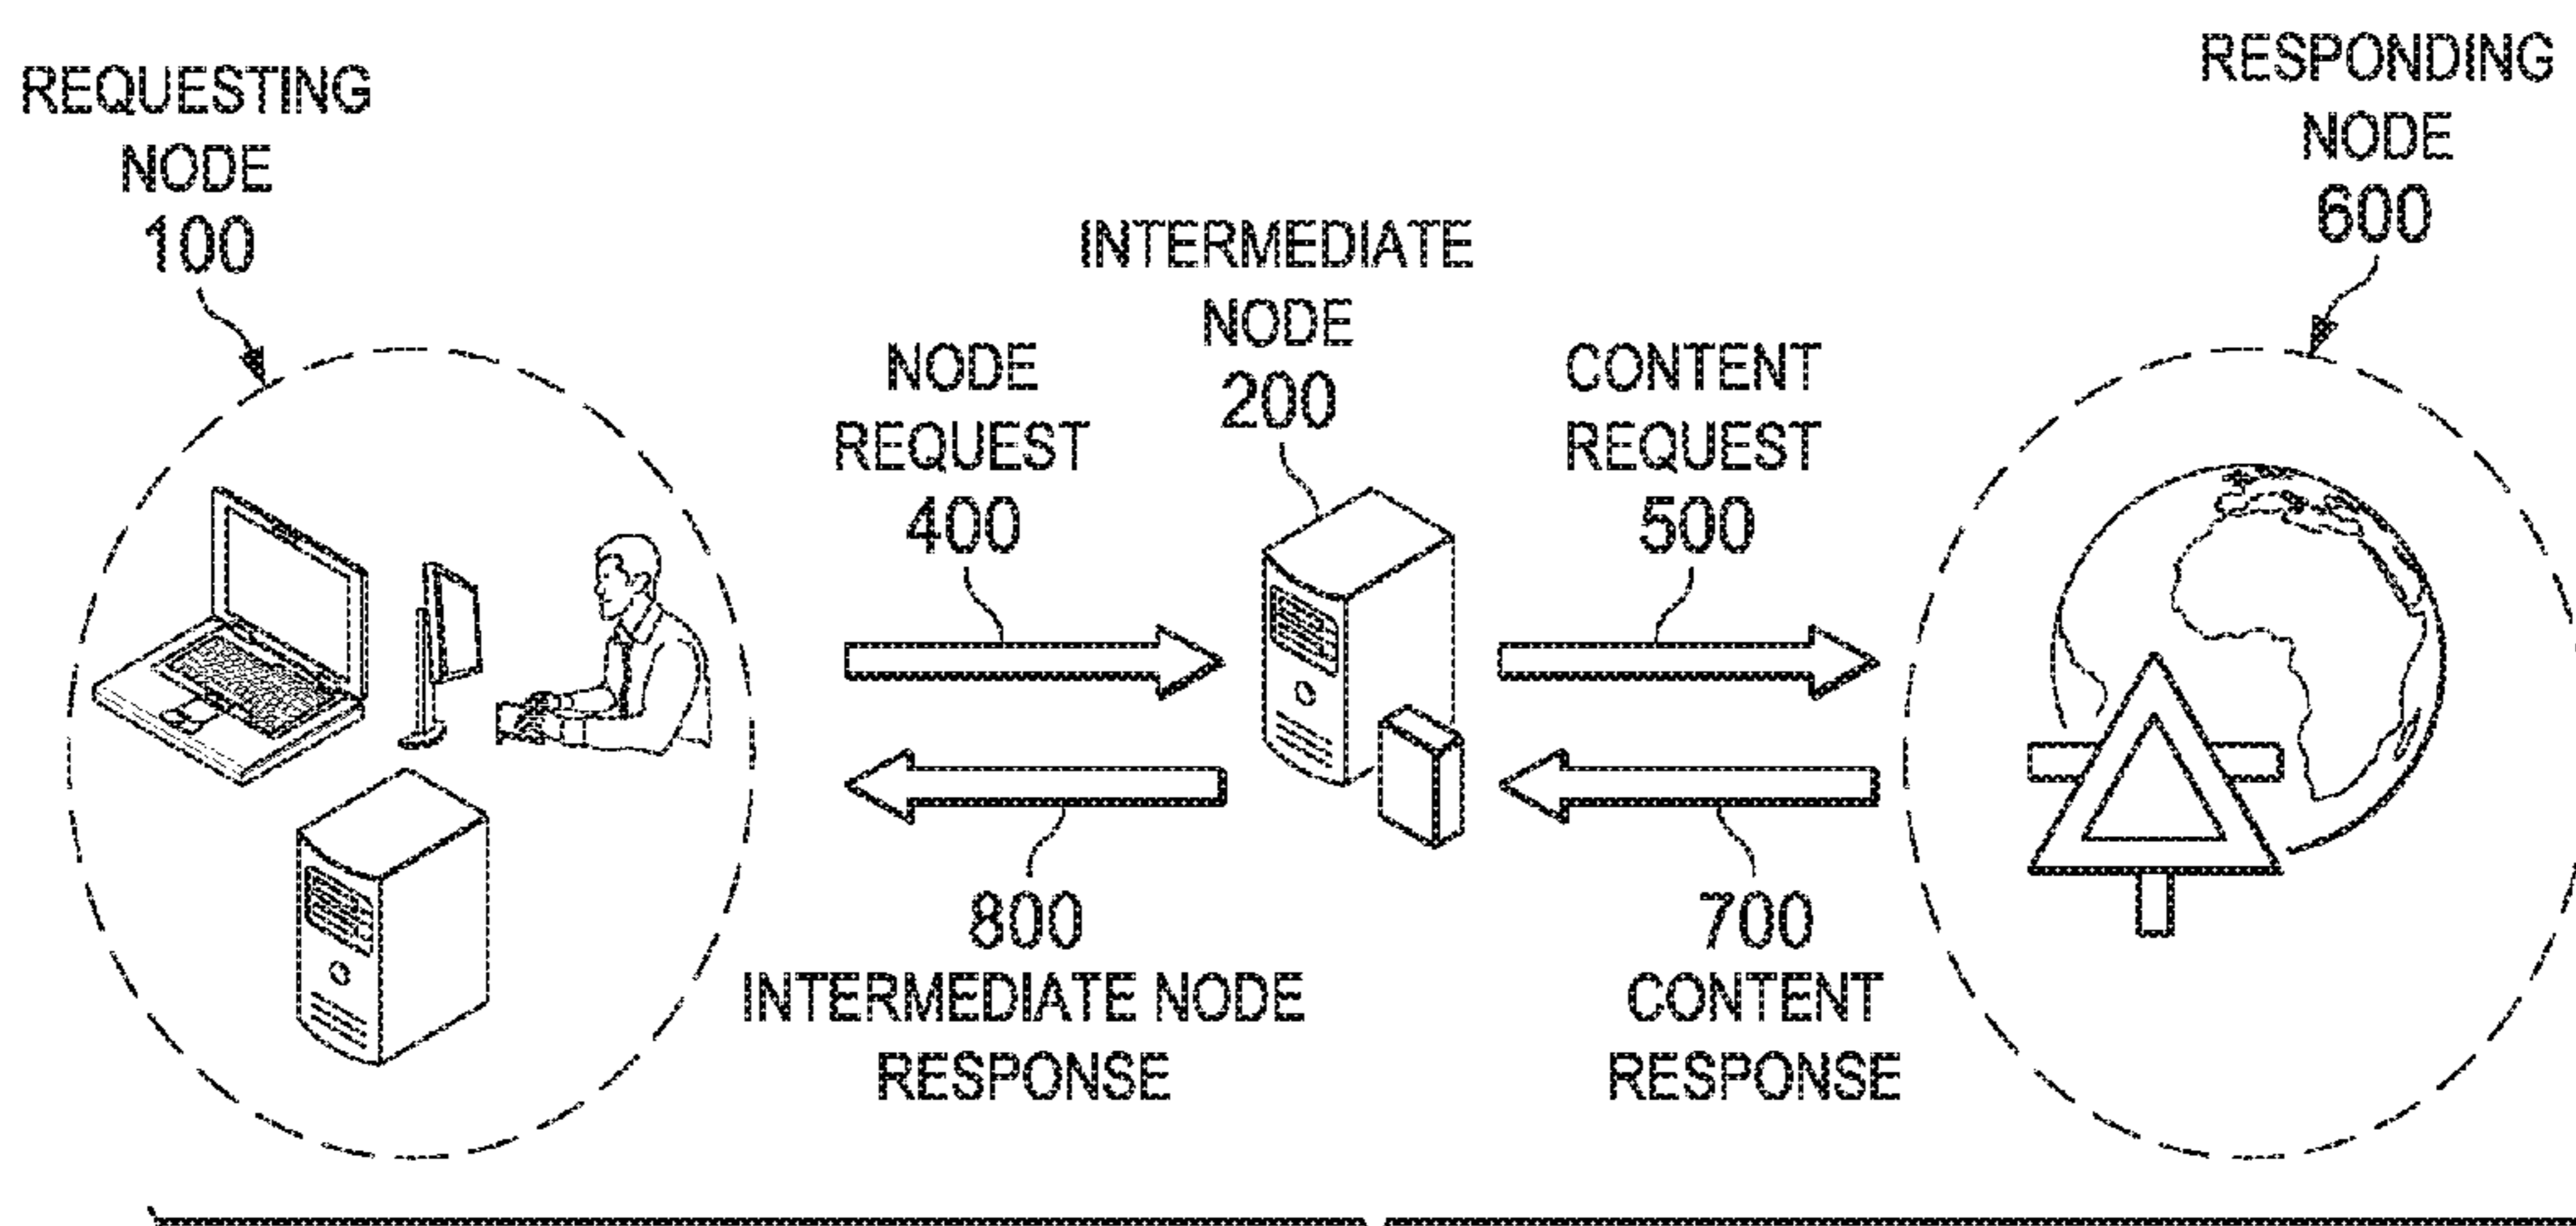 REQUESTING
NODE
100
NODE
REQUEST
400
INTERMEDIATE
NODE
200
CONTENT
REQUEST
500
RESPONDING
NODE
600
800
INTERMEDIATE NODE
RESPONSE
700
CONTENT
RESPONSE